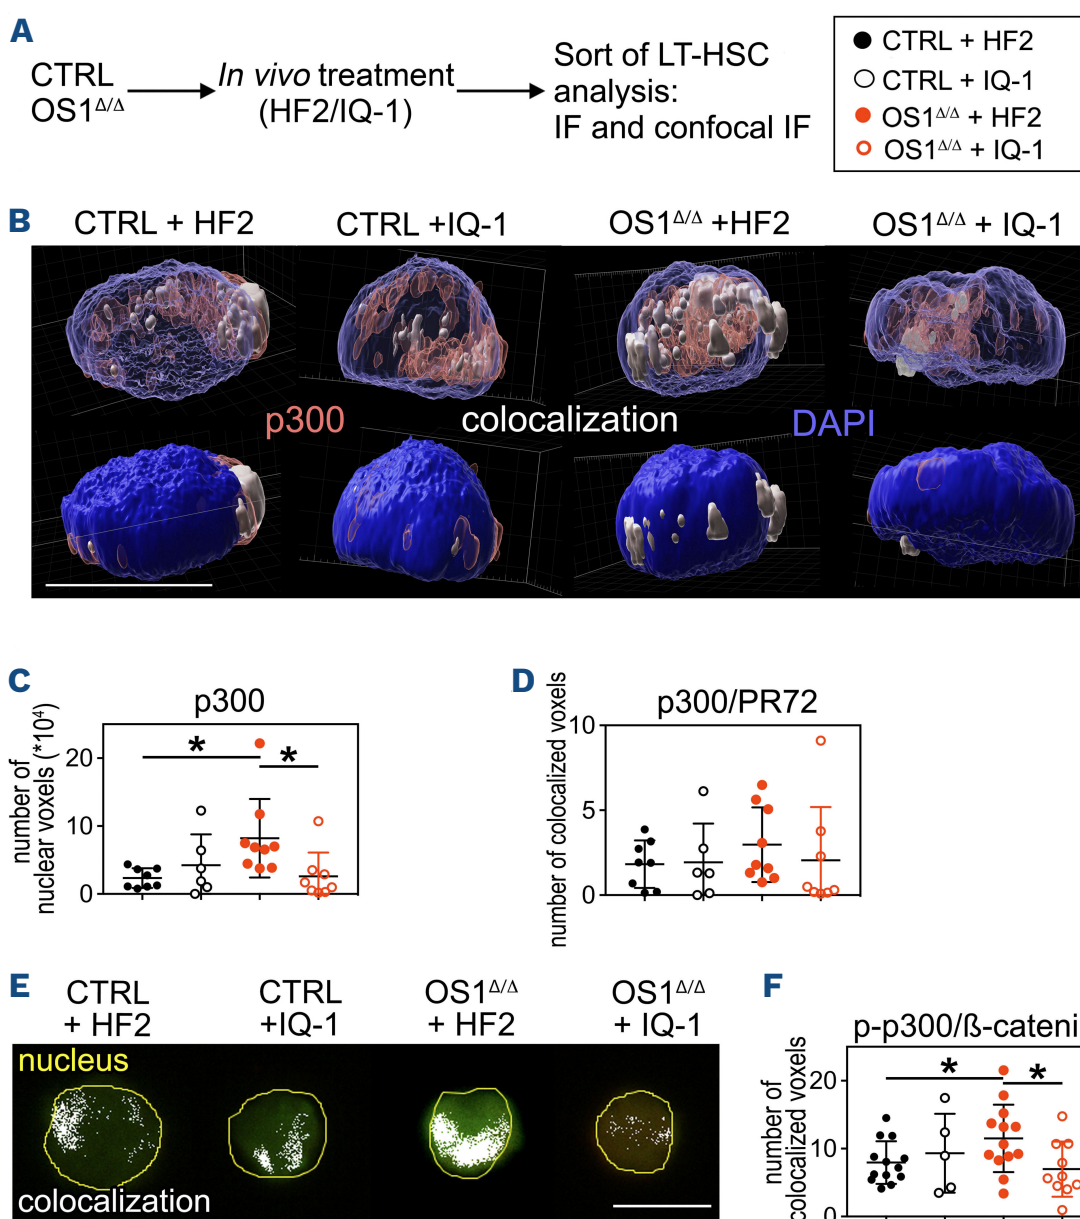 A
CTRL
OS1Δ/Δ
In vivo treatment
(HF2/IQ-1)
Sort of LT-HSC
analysis:
IF and confocal IF
CTRL + HF2
CTRL + IQ-1
OS1Δ/Δ + HF2
OS1Δ/Δ + IQ-1
B
CTRL + HF2
CTRL +IQ-1
OS1Δ/Δ +HF2
OS1Δ/Δ + IQ-1
p300
colocalization
DAPI
C
p300
number of
nuclear voxels (*10⁴)
20
10
0
*
*
D
p300/PR72
number of colocalized voxels
10
5
0
E
CTRL
+ HF2
CTRL
+IQ-1
OS1Δ/Δ
+ HF2
OS1Δ/Δ
+ IQ-1
nucleus
colocalization
F
p-p300/ß-cateni
number of
colocalized voxels
20
10
0
*
*